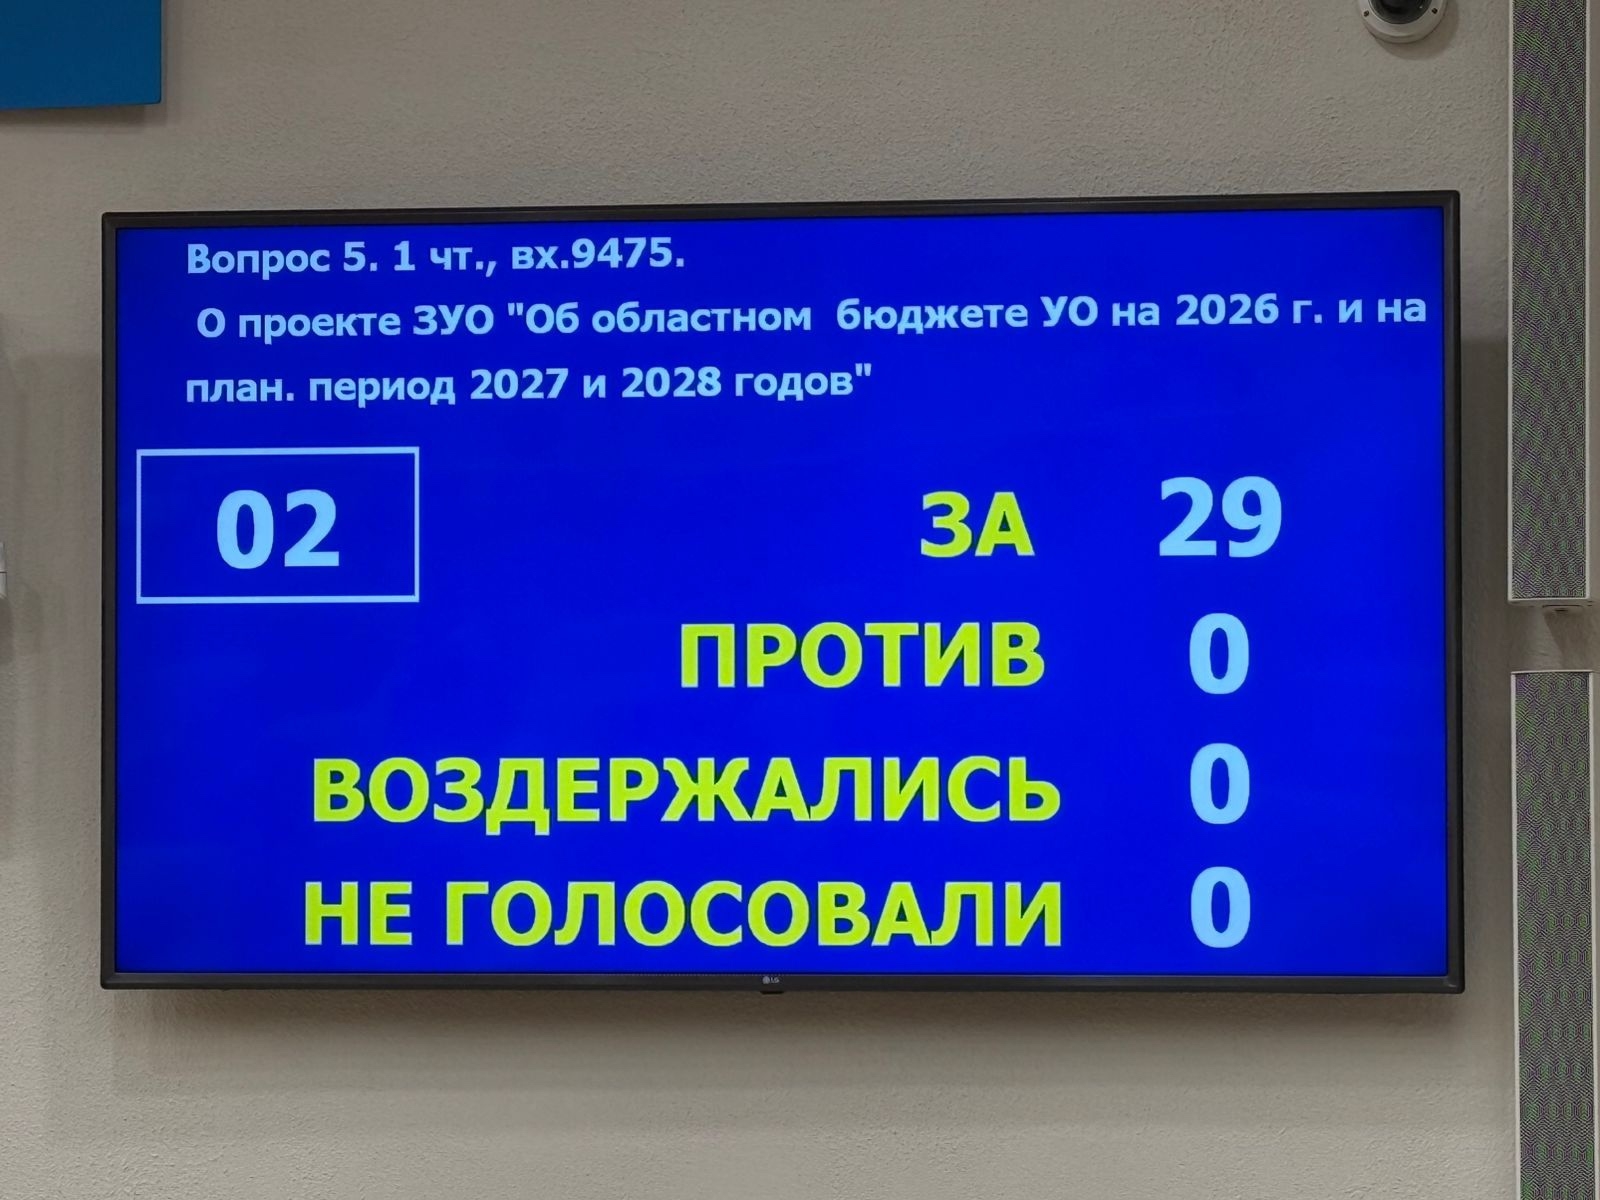 Вопрос 5. 1 чт., вх.9475.
О проекте ЗУО "Об областном бюджете УО на 2026 г. и на
план. период 2027 и 2028 годов"
02
ЗА 29
ПРОТИВ 0
ВОЗДЕРЖАЛИСЬ 0
НЕ ГОЛОСОВАЛИ 0
LG